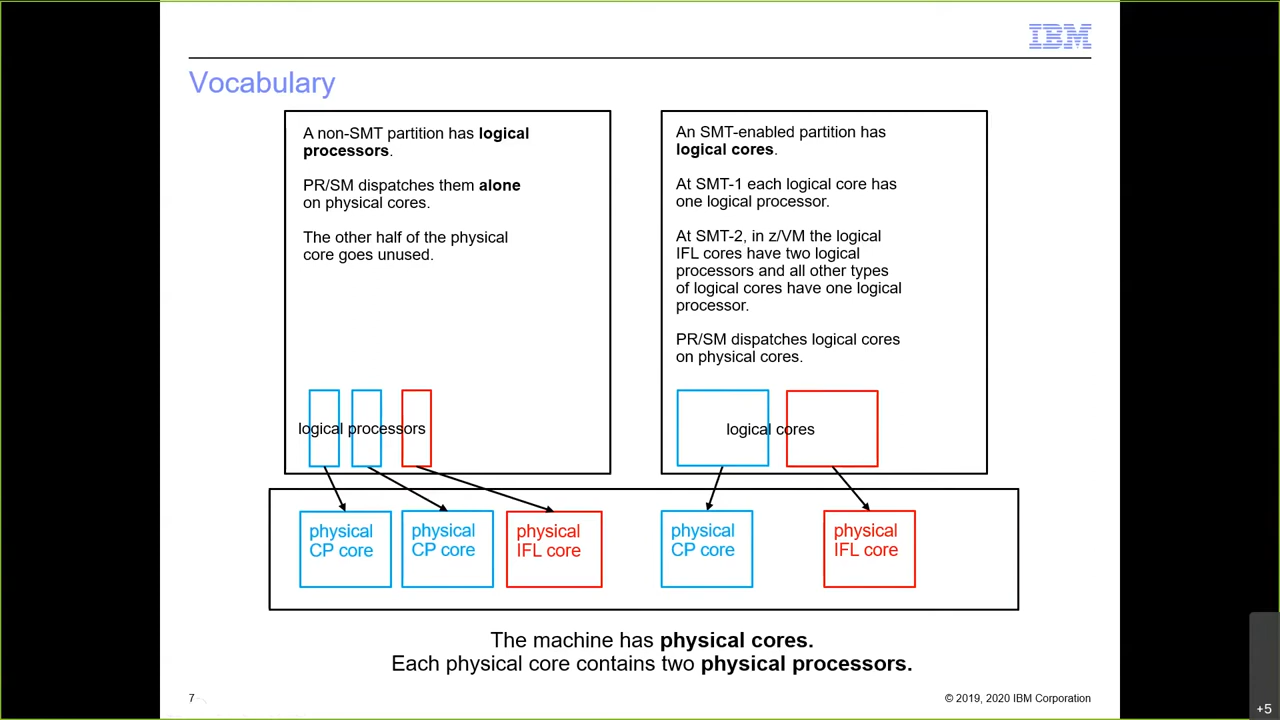 IBM
Vocabulary
A non-SMT partition has logical
processors.
PR/SM dispatches them alone
on physical cores.
The other half of the physical
core goes unused.
logical processors
An SMT-enabled partition has
logical cores.
At SMT-1 each logical core has
one logical processor.
At SMT-2, in z/VM the logical
IFL cores have two logical
processors and all other types
of logical cores have one logical
processor.
PR/SM dispatches logical cores
on physical cores.
logical cores
physical
CP core
physical
CP core
physical
IFL core
physical
CP core
physical
IFL core
The machine has physical cores.
Each physical core contains two physical processors.
7
© 2019, 2020 IBM Corporation
+5